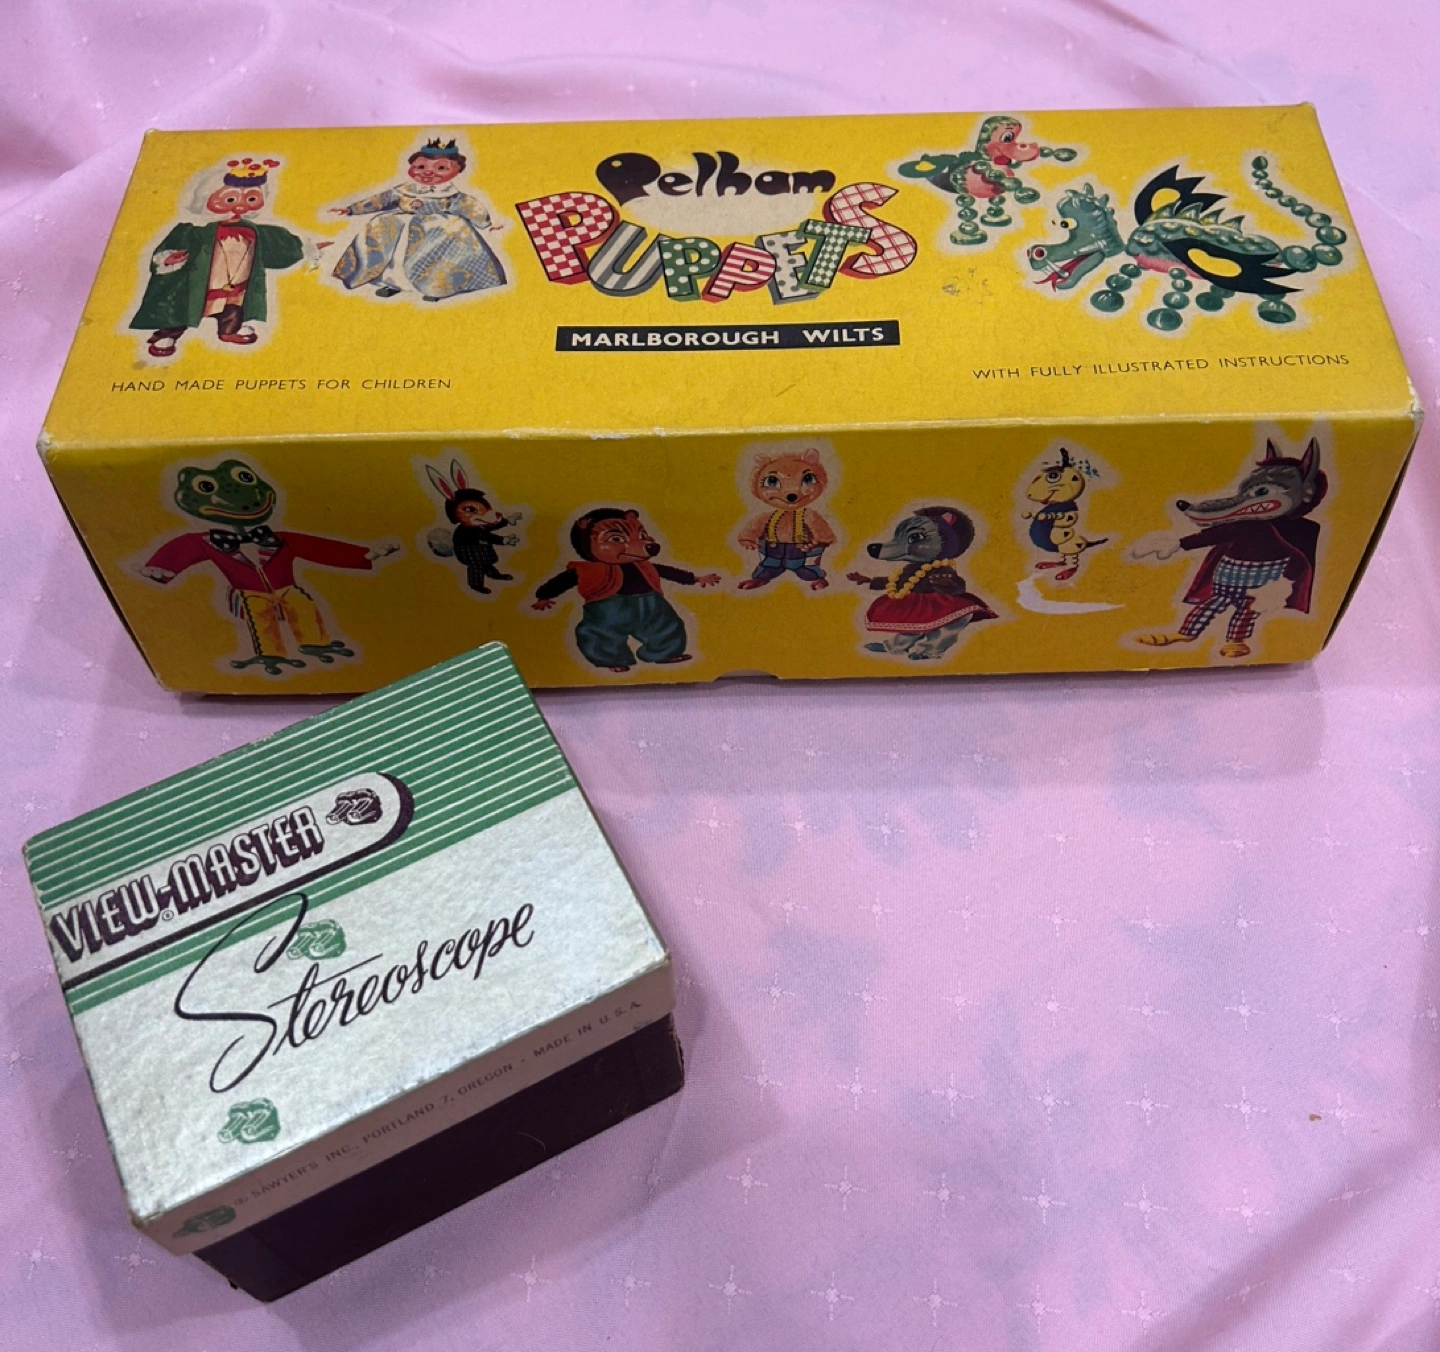 Pelham
PUPPETS
MARLBOROUGH WILTS
HAND MADE PUPPETS FOR CHILDREN
WITH FULLY ILLUSTRATED INSTRUCTIONS
VIEW-MASTER
®
Stereoscope
® SAWYER'S INC., PORTLAND 7, OREGON · MADE IN U.S.A.